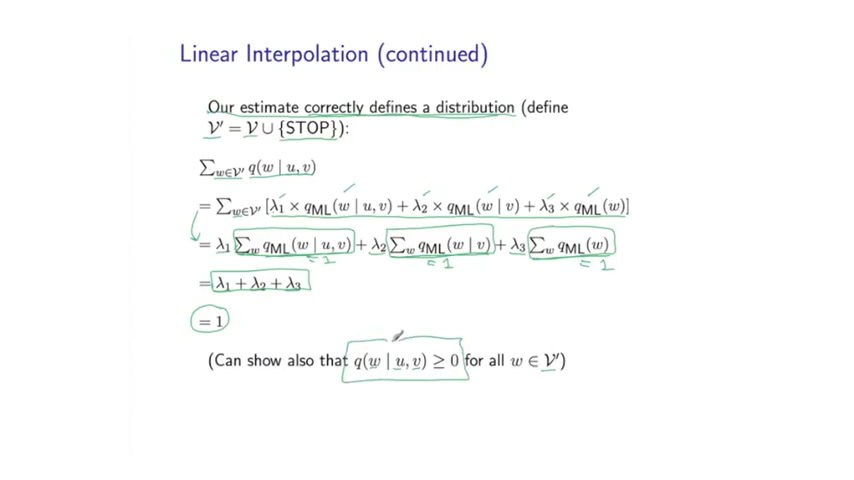 Linear Interpolation (continued)
Our estimate correctly defines a distribution (define
𝒱′ = 𝒱 ∪ {STOP}):
∑_{w∈𝒱′} q(w | u, v)
= ∑_{w∈𝒱′} [λ₁ × q_ML(w | u, v) + λ₂ × q_ML(w | v) + λ₃ × q_ML(w)]
= λ₁ ∑_w q_ML(w | u, v) + λ₂ ∑_w q_ML(w | v) + λ₃ ∑_w q_ML(w)
= 1 = 1 = 1
= λ₁ + λ₂ + λ₃
= 1
(Can show also that q(w | u, v) ≥ 0 for all w ∈ 𝒱′)